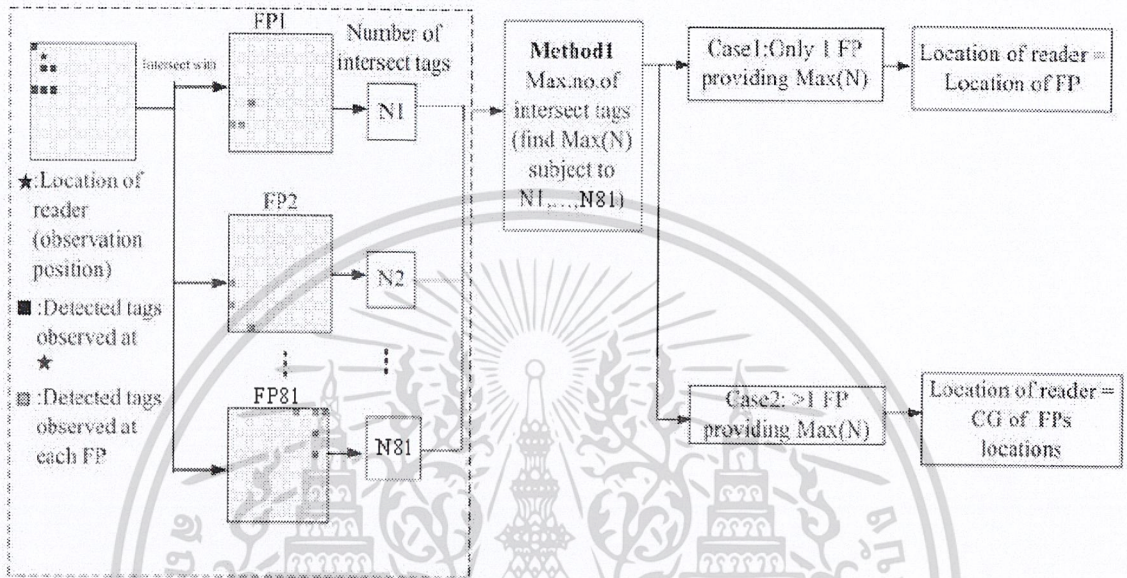 FP1
Number of
intersect tags
Intersect with
N1
★:Location of
reader
(observation
position)
■:Detected tags
observed at
★
:Detected tags
observed at
each FP
FP2
N2
FP81
N81
Method1
Max.no.of
intersect tags
(find Max(N)
subject to
N1,...,N81)
Case1:Only 1 FP
providing Max(N)
Location of reader =
Location of FP
Case2: >1 FP
providing Max(N)
Location of reader =
CG of FPs
locations